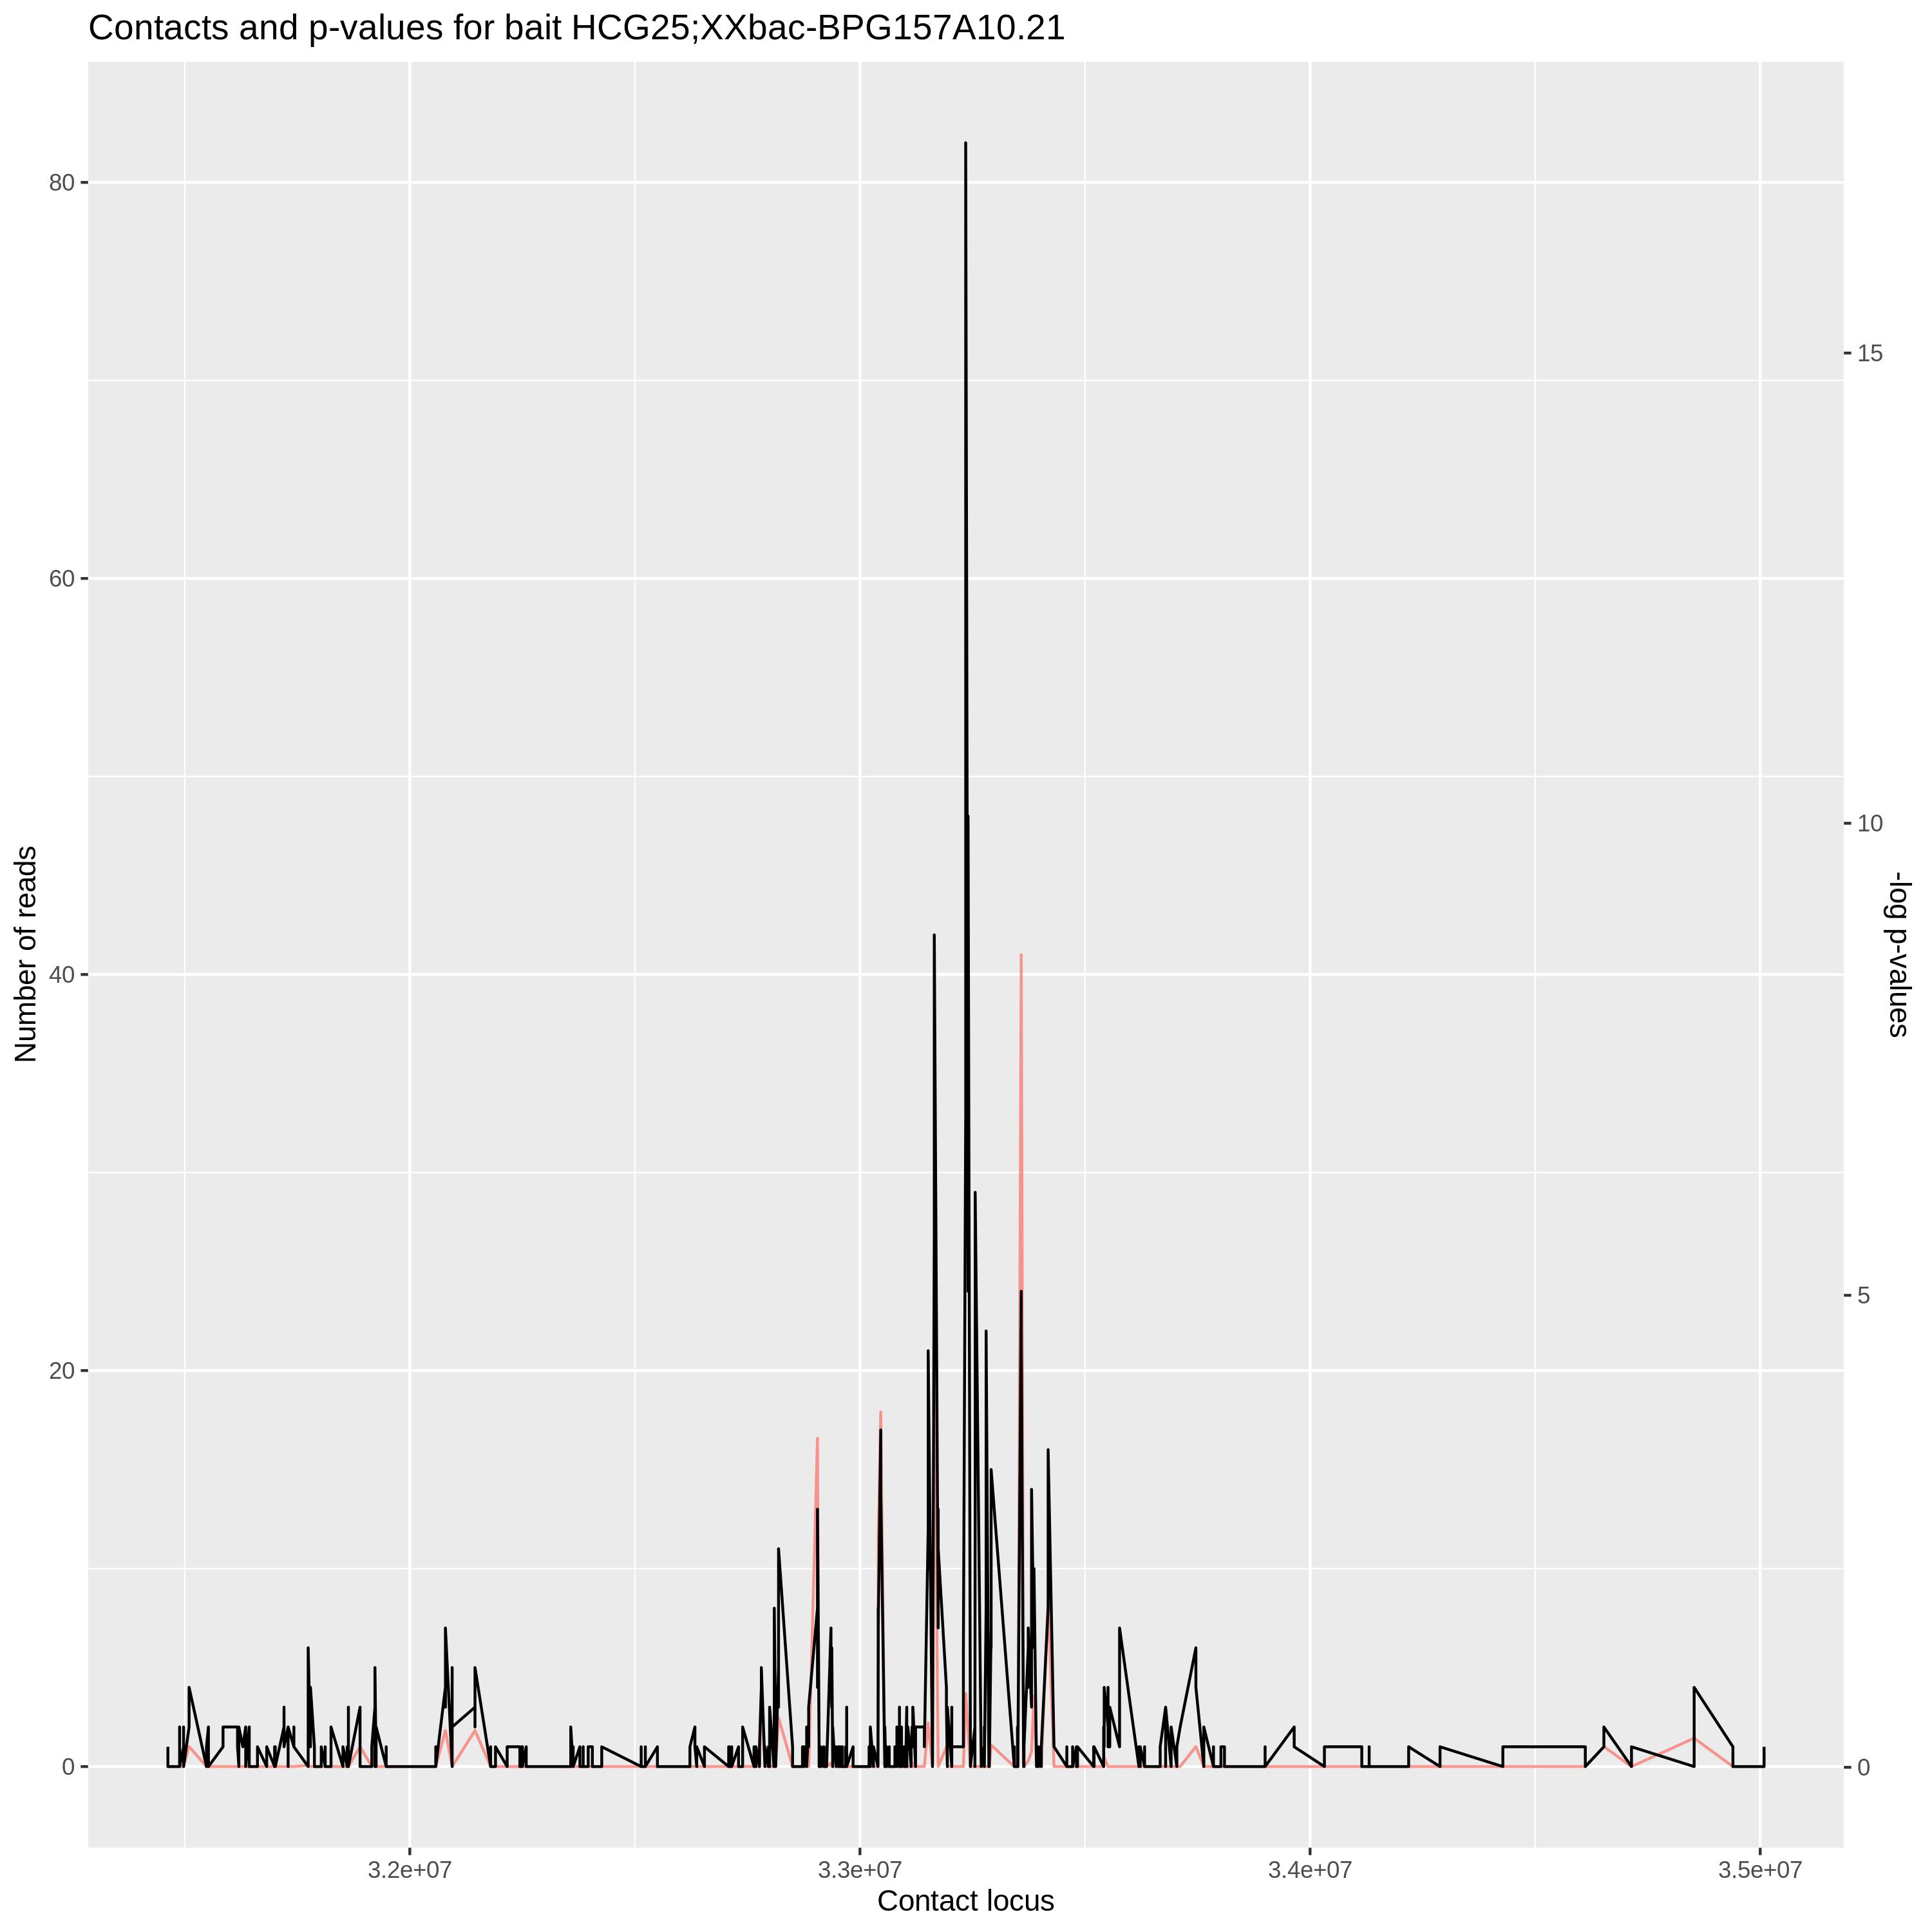 Contacts and p-values for bait HCG25;XXbac-BPG157A10.21
80
60
40
20
0
15
10
5
0
Number of reads
-log p-values
3.2e+07
3.3e+07
3.4e+07
3.5e+07
Contact locus